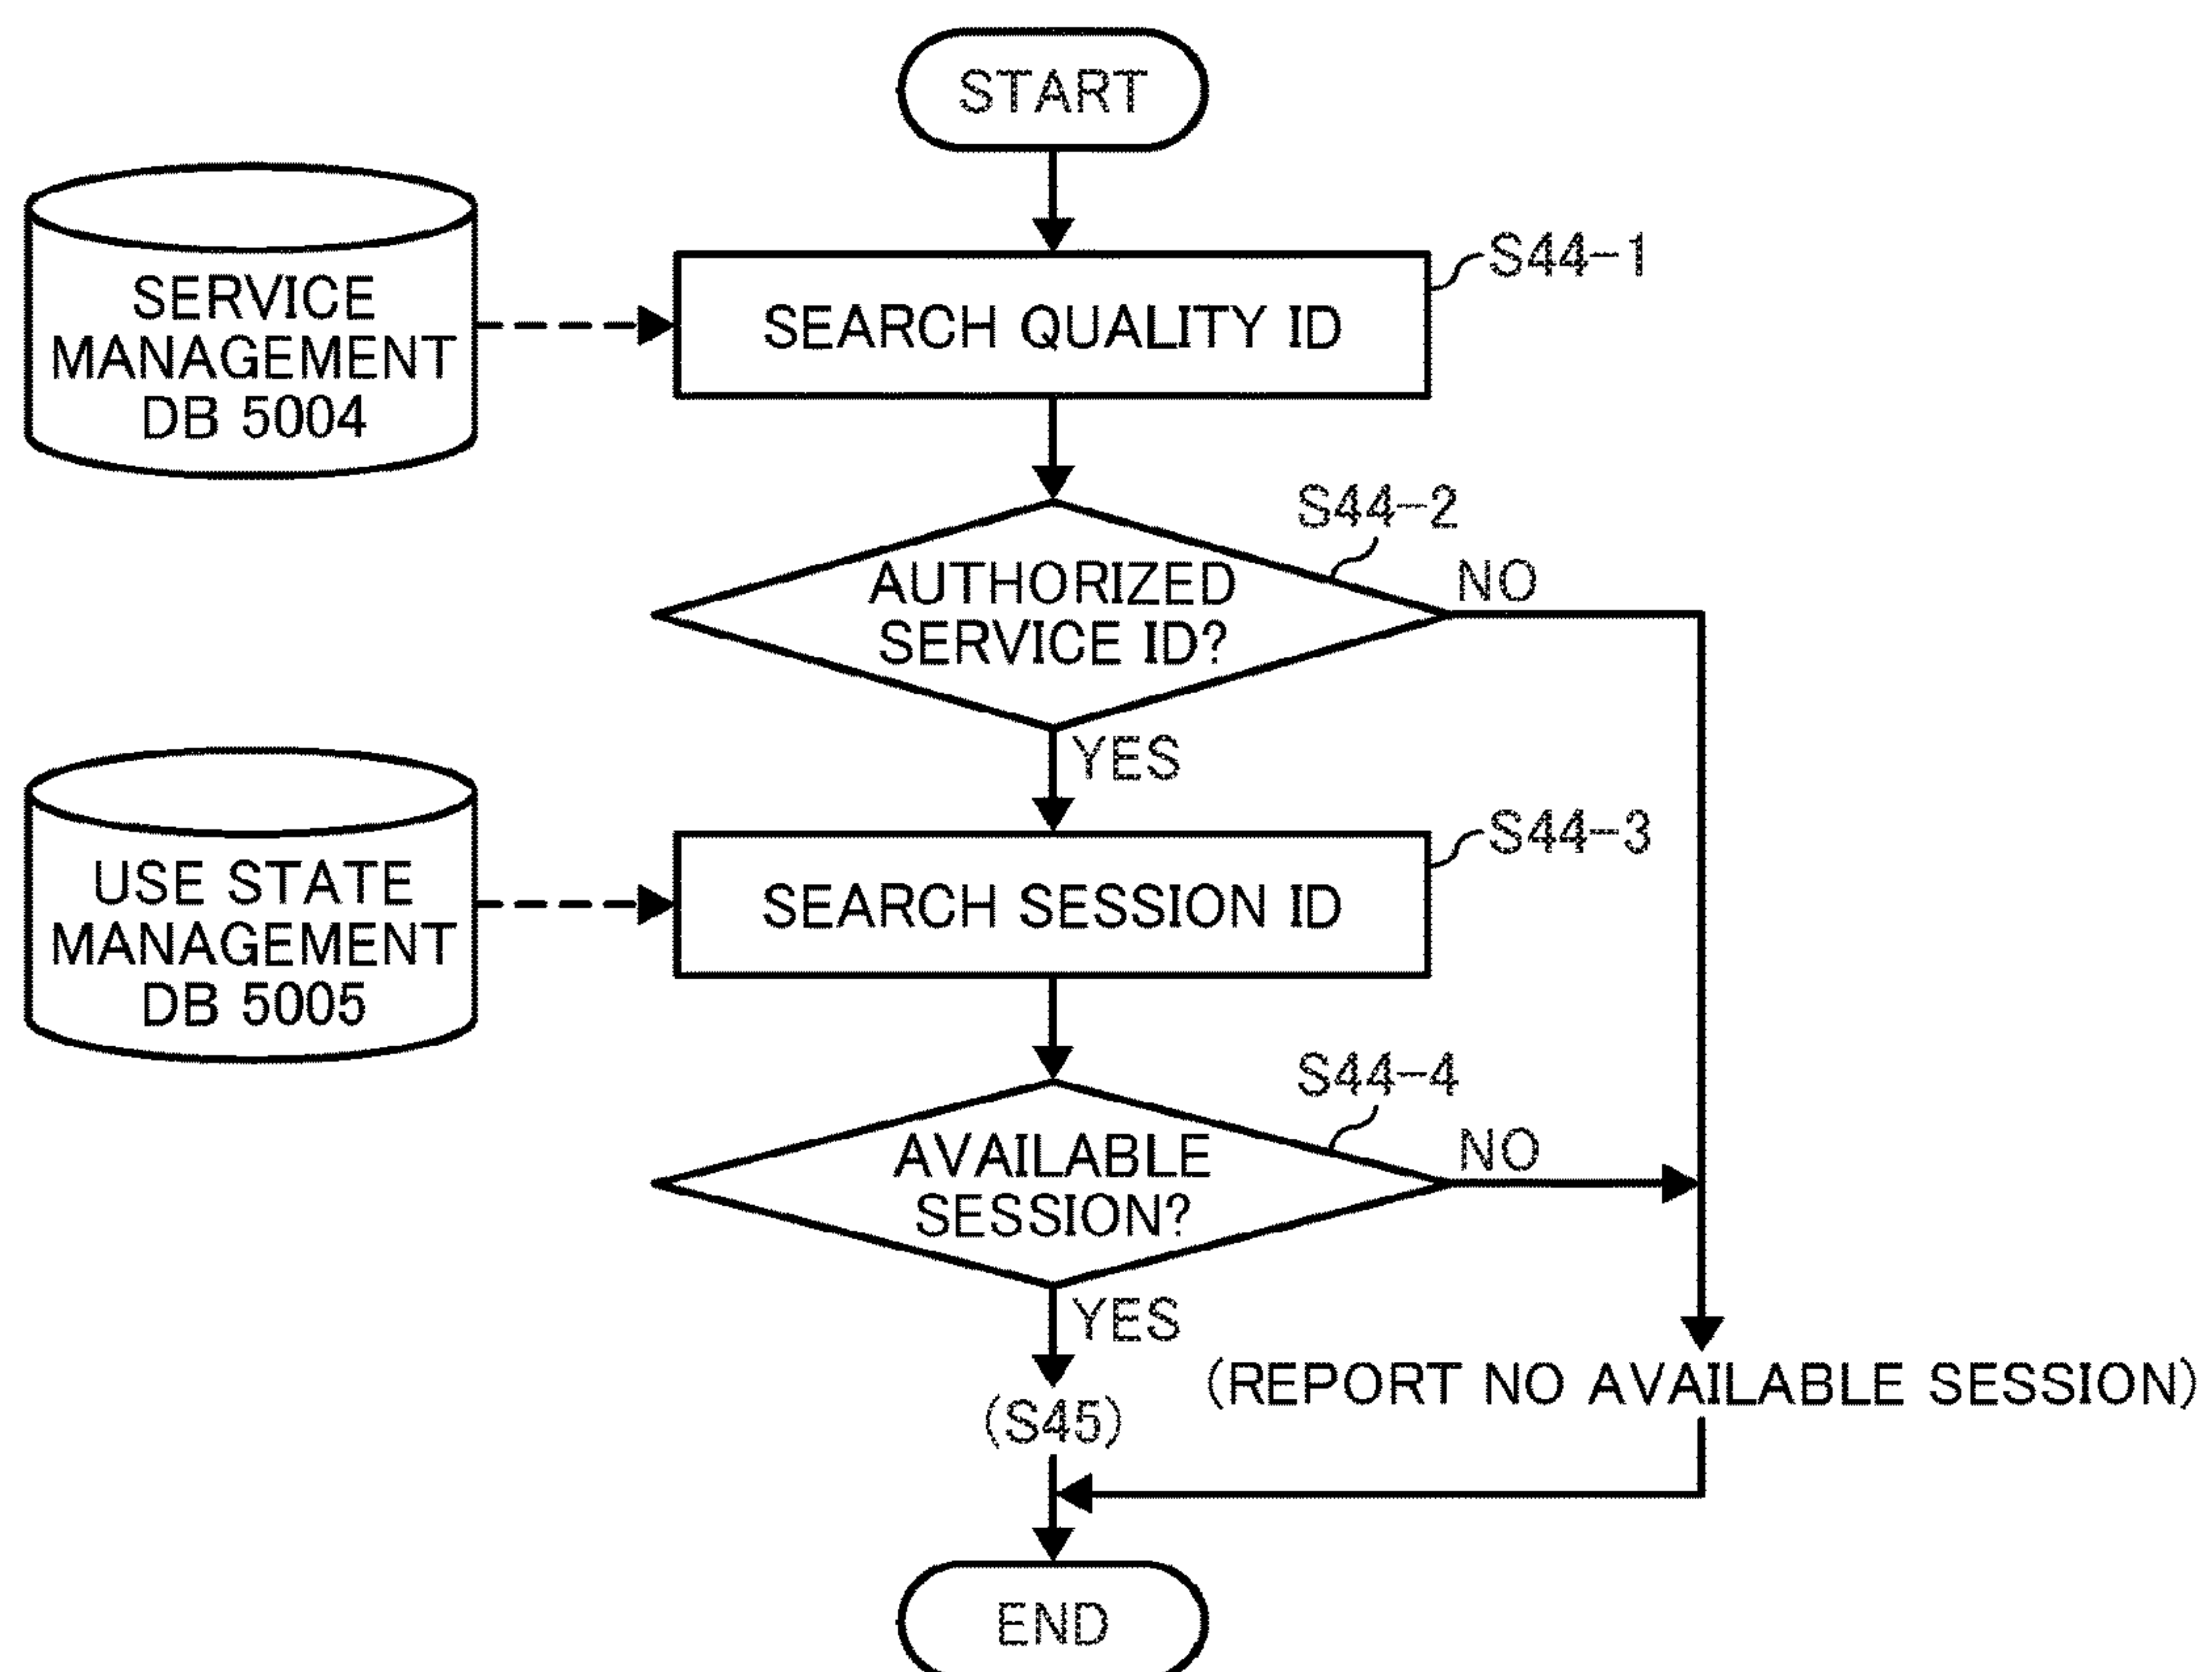 START
SERVICE
MANAGEMENT
DB 5004
S44-1
SEARCH QUALITY ID
S44-2
AUTHORIZED
SERVICE ID?
NO
YES
USE STATE
MANAGEMENT
DB 5005
S44-3
SEARCH SESSION ID
S44-4
AVAILABLE
SESSION?
NO
YES
(S45)
(REPORT NO AVAILABLE SESSION)
END